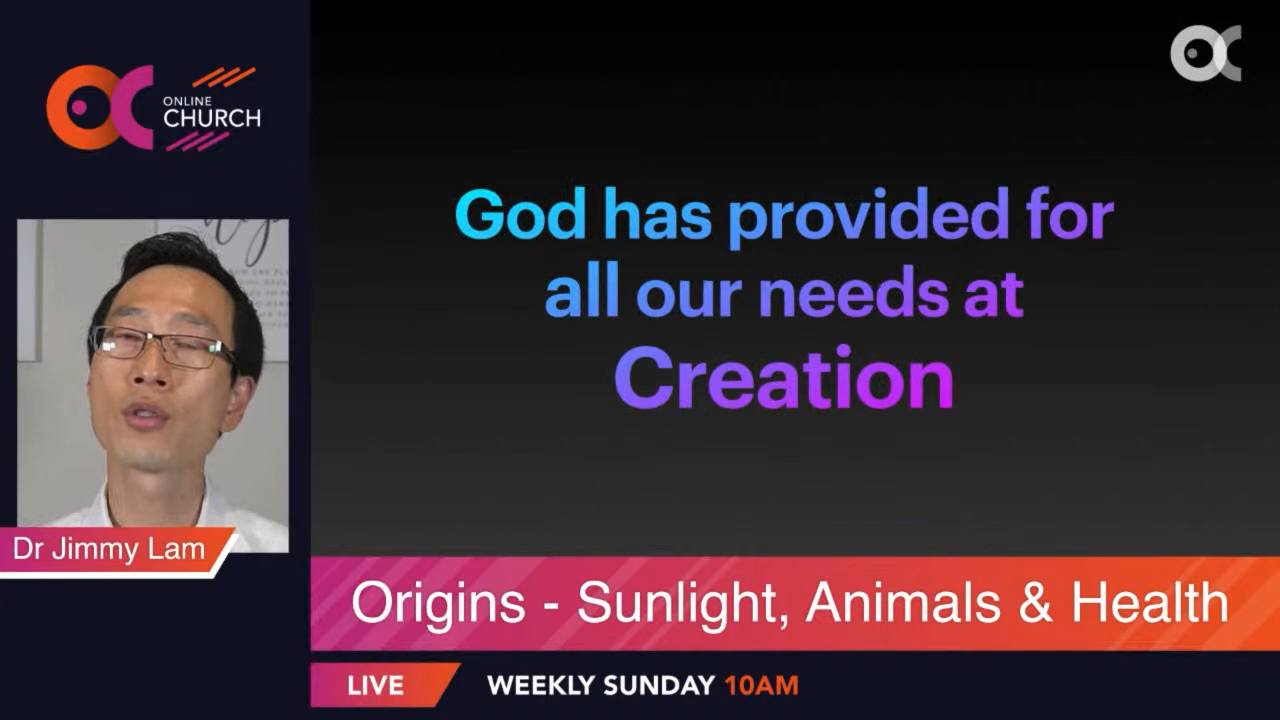 ONLINE
CHURCH
God has provided for
all our needs at
Creation
Dr Jimmy Lam
Origins - Sunlight, Animals & Health
LIVE
WEEKLY SUNDAY 10AM